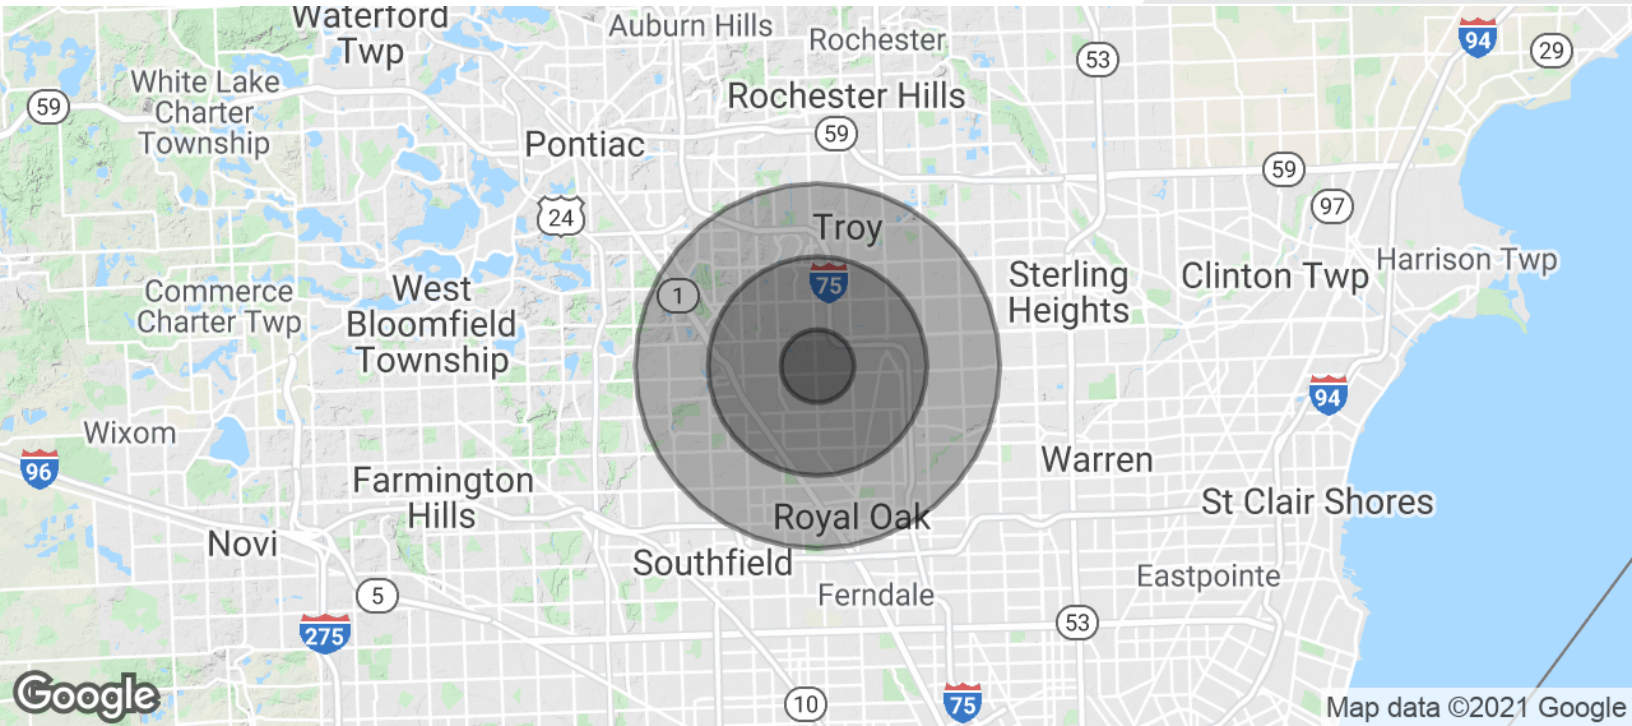 Waterford
Twp
Auburn Hills
Rochester
53
94
29
White Lake
Charter
Township
59
Rochester Hills
59
Pontiac
59
24
97
Troy
Harrison Twp
Clinton Twp
Sterling
Heights
75
1
West
Bloomfield
Township
Commerce
Charter Twp
94
Wixom
96
Warren
Farmington
Hills
St Clair Shores
Royal Oak
Novi
Southfield
Eastpointe
Ferndale
5
53
275
Google
10
75
Map data ©2021 Google